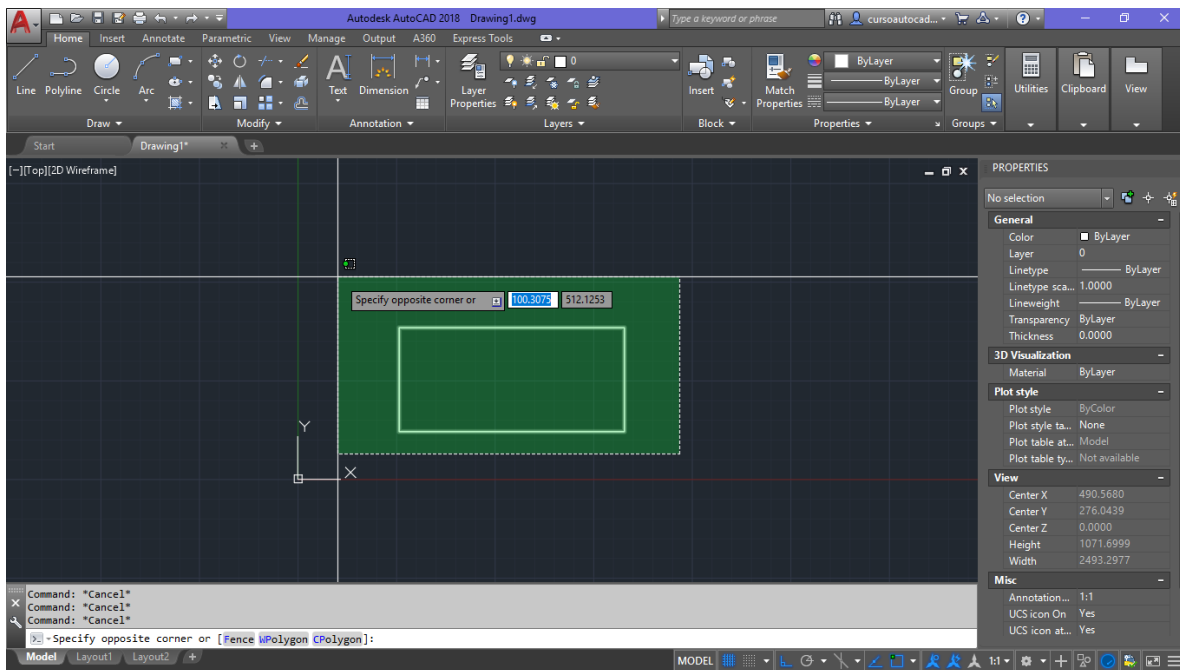 Autodesk AutoCAD 2018 Drawing1.dwg
Type a keyword or phrase
cursoautocad...
Home Insert Annotate Parametric View Manage Output A360 Express Tools
Line Polyline Circle Arc
Text Dimension
Layer
Properties
0
Insert
Match
Properties
ByLayer
ByLayer
ByLayer
Group
Utilities
Clipboard
View
Draw Modify Annotation Layers Block Properties Groups
Start Drawing1*
[−][Top][2D Wireframe]
Specify opposite corner or 100.3075 512.1253
Y
X
PROPERTIES
No selection
General
Color ByLayer
Layer 0
Linetype ByLayer
Linetype sca... 1.0000
Lineweight ByLayer
Transparency ByLayer
Thickness 0.0000
3D Visualization
Material ByLayer
Plot style
Plot style ByColor
Plot style ta... None
Plot table at... Model
Plot table ty... Not available
View
Center X 490.5680
Center Y 276.0439
Center Z 0.0000
Height 1071.6999
Width 2493.2977
Misc
Annotation... 1:1
UCS icon On Yes
UCS icon at... Yes
Command: *Cancel*
Command: *Cancel*
Command: *Cancel*
Specify opposite corner or [Fence WPolygon CPolygon]:
Model Layout1 Layout2 +
MODEL 1:1